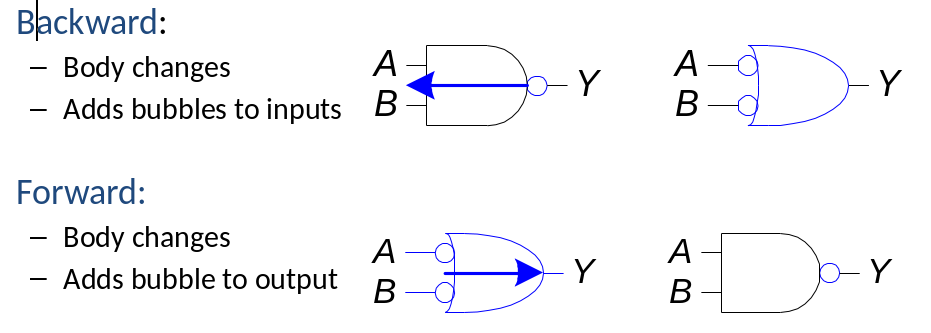 Backward:
– Body changes
– Adds bubbles to inputs
A
B
Y
A
B
Y
Forward:
– Body changes
– Adds bubble to output
A
B
Y
A
B
Y